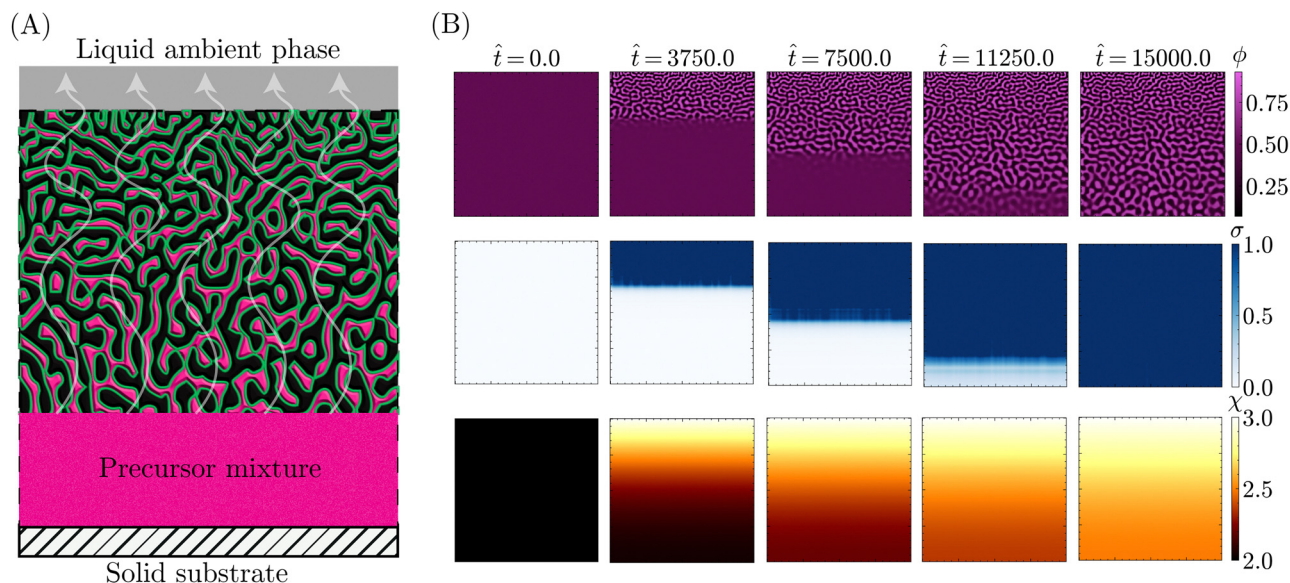 (A)
Liquid ambient phase
Precursor mixture
Solid substrate
(B)
t̂ = 0.0
t̂ = 3750.0
t̂ = 7500.0
t̂ = 11250.0
t̂ = 15000.0
ϕ
0.75
0.50
0.25
σ
1.0
0.5
0.0
χ
3.0
2.5
2.0